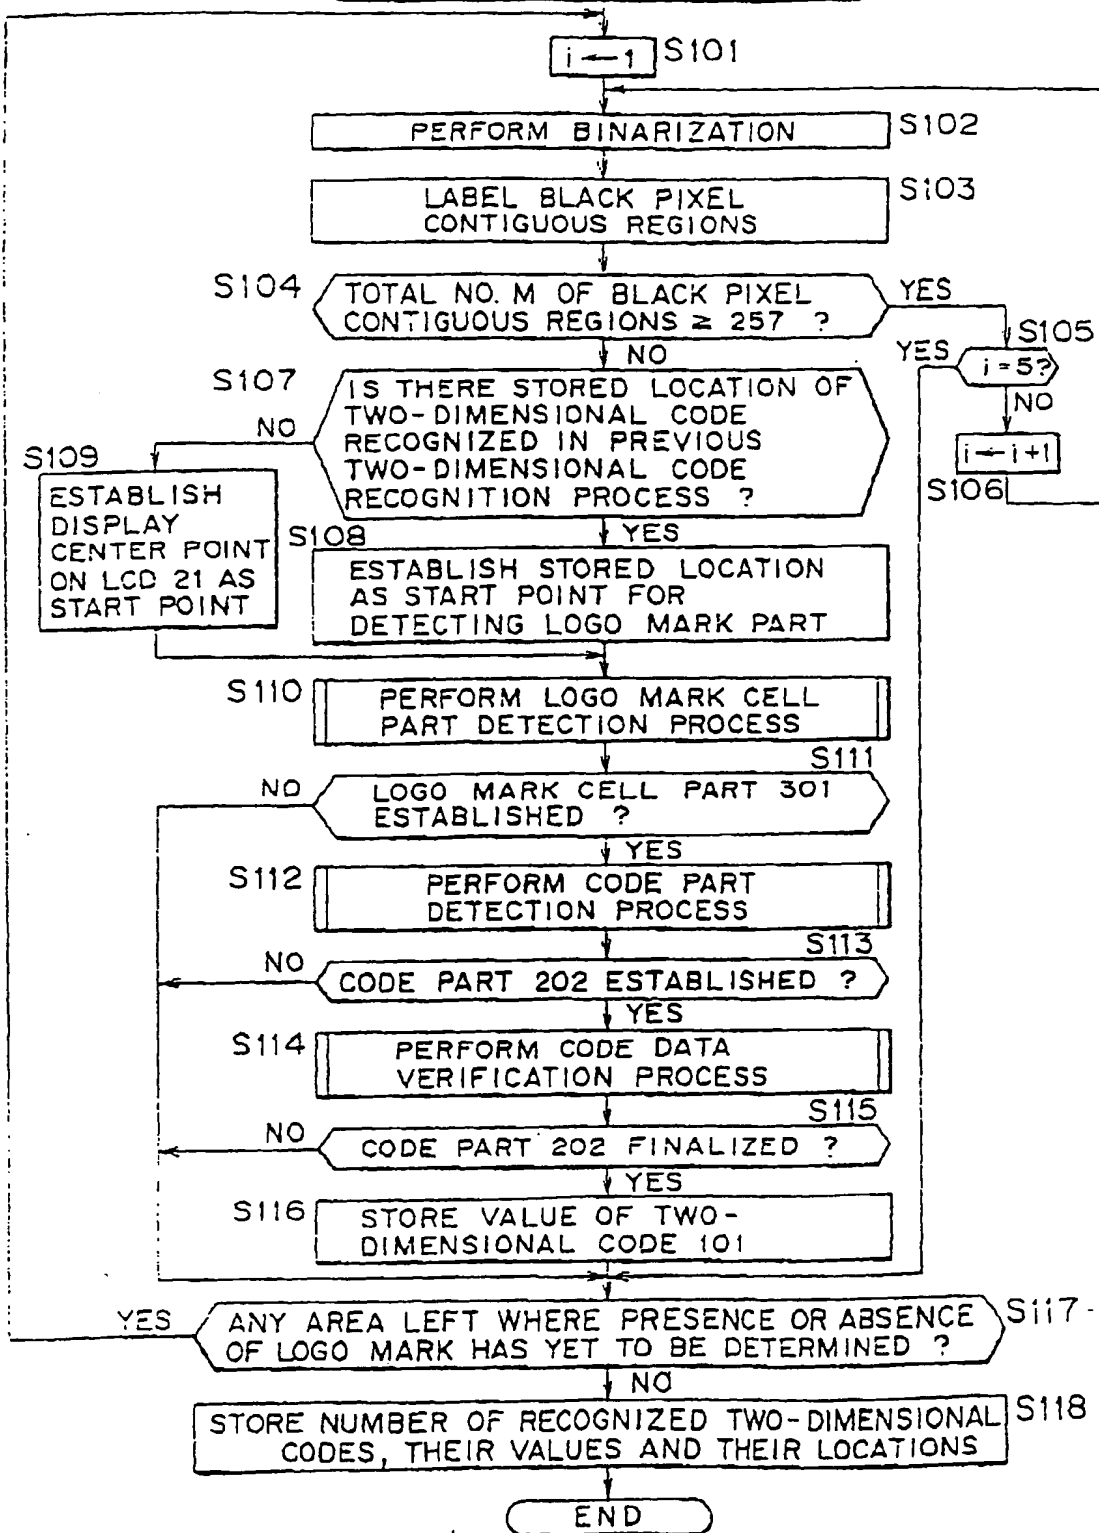 i ← 1
S101
PERFORM BINARIZATION
S102
LABEL BLACK PIXEL
CONTIGUOUS REGIONS
S103
S104
TOTAL NO. M OF BLACK PIXEL
CONTIGUOUS REGIONS ≥ 257 ?
YES
NO
S105
YES
i = 5?
NO
i ← i+1
S106
S107
IS THERE STORED LOCATION OF
TWO-DIMENSIONAL CODE
RECOGNIZED IN PREVIOUS
TWO-DIMENSIONAL CODE
RECOGNITION PROCESS ?
NO
YES
S109
ESTABLISH
DISPLAY
CENTER POINT
ON LCD 21 AS
START POINT
S108
ESTABLISH STORED LOCATION
AS START POINT FOR
DETECTING LOGO MARK PART
S110
PERFORM LOGO MARK CELL
PART DETECTION PROCESS
S111
NO
LOGO MARK CELL PART 301
ESTABLISHED ?
YES
S112
PERFORM CODE PART
DETECTION PROCESS
S113
NO
CODE PART 202 ESTABLISHED ?
YES
S114
PERFORM CODE DATA
VERIFICATION PROCESS
S115
NO
CODE PART 202 FINALIZED ?
YES
S116
STORE VALUE OF TWO-
DIMENSIONAL CODE 101
YES
ANY AREA LEFT WHERE PRESENCE OR ABSENCE
OF LOGO MARK HAS YET TO BE DETERMINED ?
S117
NO
STORE NUMBER OF RECOGNIZED TWO-DIMENSIONAL
CODES, THEIR VALUES AND THEIR LOCATIONS
S118
END